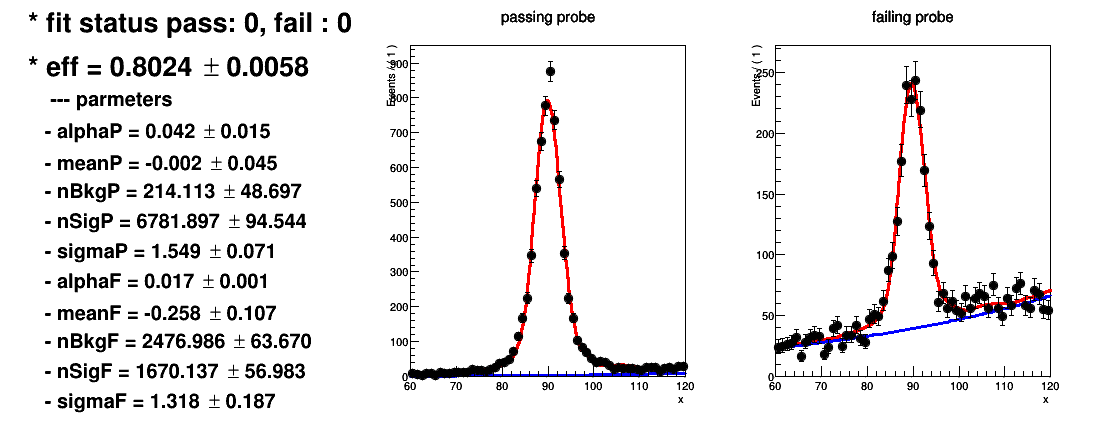 * fit status pass: 0, fail : 0
* eff = 0.8024 ± 0.0058
--- parmeters
- alphaP = 0.042 ± 0.015
- meanP = -0.002 ± 0.045
- nBkgP = 214.113 ± 48.697
- nSigP = 6781.897 ± 94.544
- sigmaP = 1.549 ± 0.071
- alphaF = 0.017 ± 0.001
- meanF = -0.258 ± 0.107
- nBkgF = 2476.986 ± 63.670
- nSigF = 1670.137 ± 56.983
- sigmaF = 1.318 ± 0.187
passing probe
Events / ( 1 )
900
800
700
600
500
400
300
200
100
0
60 70 80 90 100 110 120
x
failing probe
Events / ( 1 )
250
200
150
100
50
0
60 70 80 90 100 110 120
x